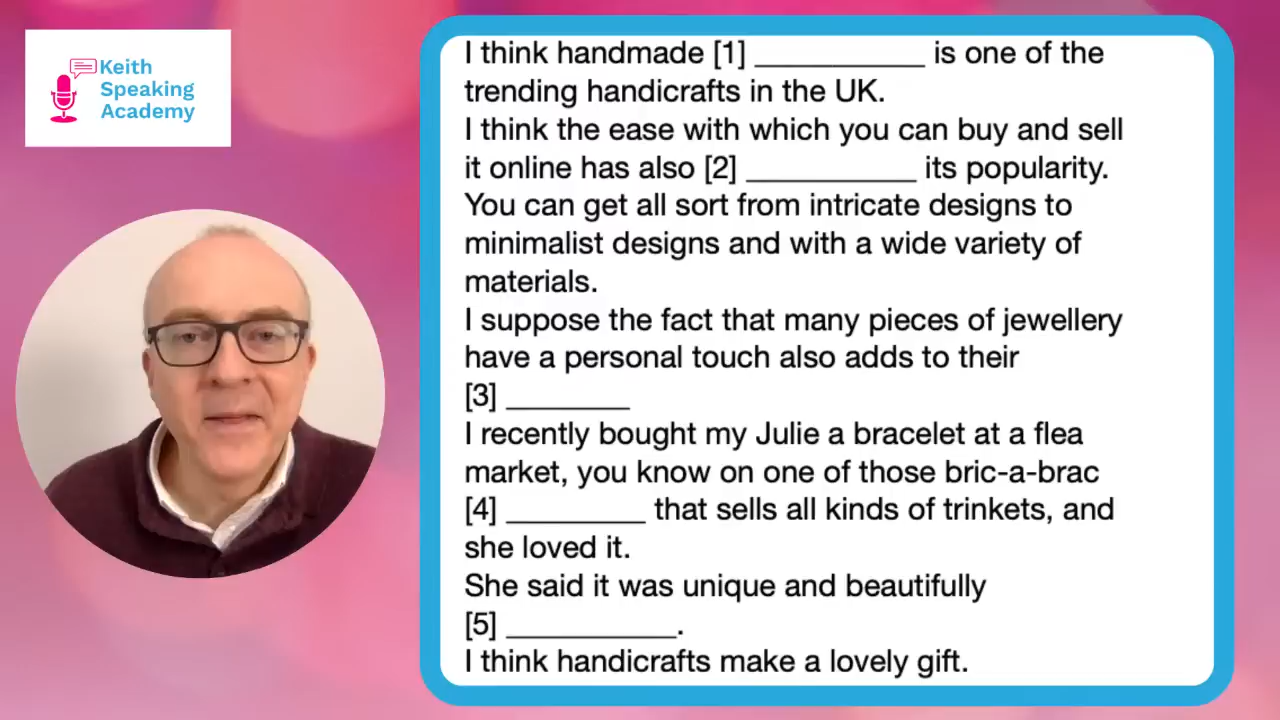 Keith
Speaking
Academy
I think handmade [1] ___________ is one of the
trending handicrafts in the UK.
I think the ease with which you can buy and sell
it online has also [2] ___________ its popularity.
You can get all sort from intricate designs to
minimalist designs and with a wide variety of
materials.
I suppose the fact that many pieces of jewellery
have a personal touch also adds to their
[3] ________
I recently bought my Julie a bracelet at a flea
market, you know on one of those bric-a-brac
[4] _________ that sells all kinds of trinkets, and
she loved it.
She said it was unique and beautifully
[5] ___________.
I think handicrafts make a lovely gift.